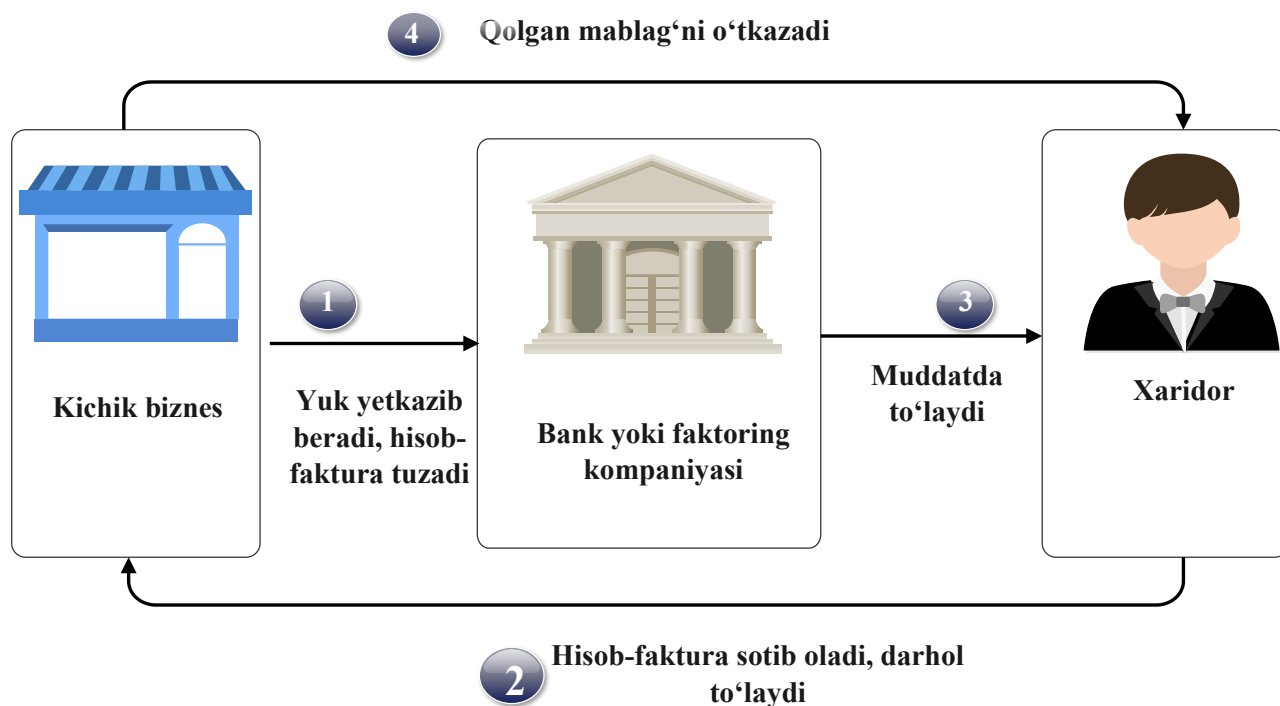 4
Qolgan mablag‘ni o‘tkazadi
1
3
Kichik biznes
Yuk yetkazib
beradi, hisob-
faktura tuzadi
Bank yoki faktoring
kompaniyasi
Muddatda
to‘laydi
Xaridor
2
Hisob-faktura sotib oladi, darhol
to‘laydi